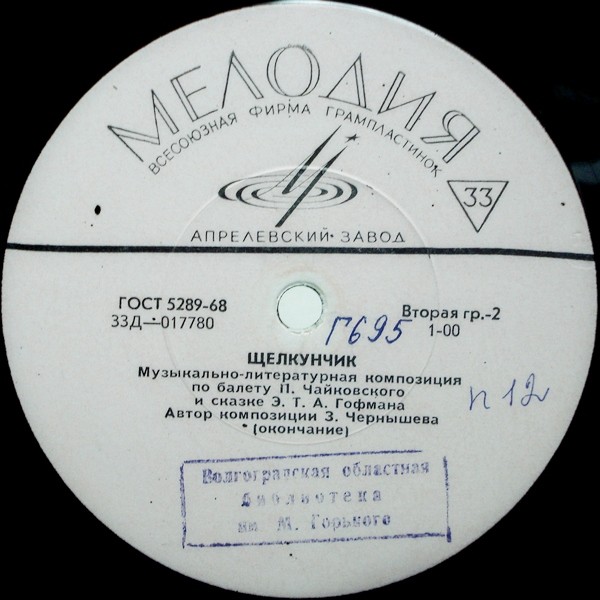 МЕЛОДИЯ
ВСЕСОЮЗНАЯ ФИРМА ГРАМПЛАСТИНОК
33
АПРЕЛЕВСКИЙ ЗАВОД
ГОСТ 5289-68
Вторая гр.-2
33Д—017780
Г695
1-00
ЩЕЛКУНЧИК
Музыкально-литературная композиция
по балету П. Чайковского
и сказке Э. Т. А. Гофмана
п 12
Автор композиции З. Чернышева
(окончание)
Волгоградская областная
библиотека
им М. Горького